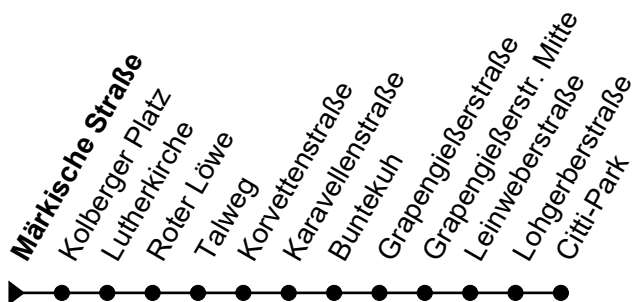 Märkische Straße
Kolberger Platz
Lutherkirche
Roter Löwe
Talweg
Korvettenstraße
Karavellenstraße
Buntekuh
Grapengießerstraße
Grapengießerstr. Mitte
Leinweberstraße
Lohgerberstraße
Citti-Park